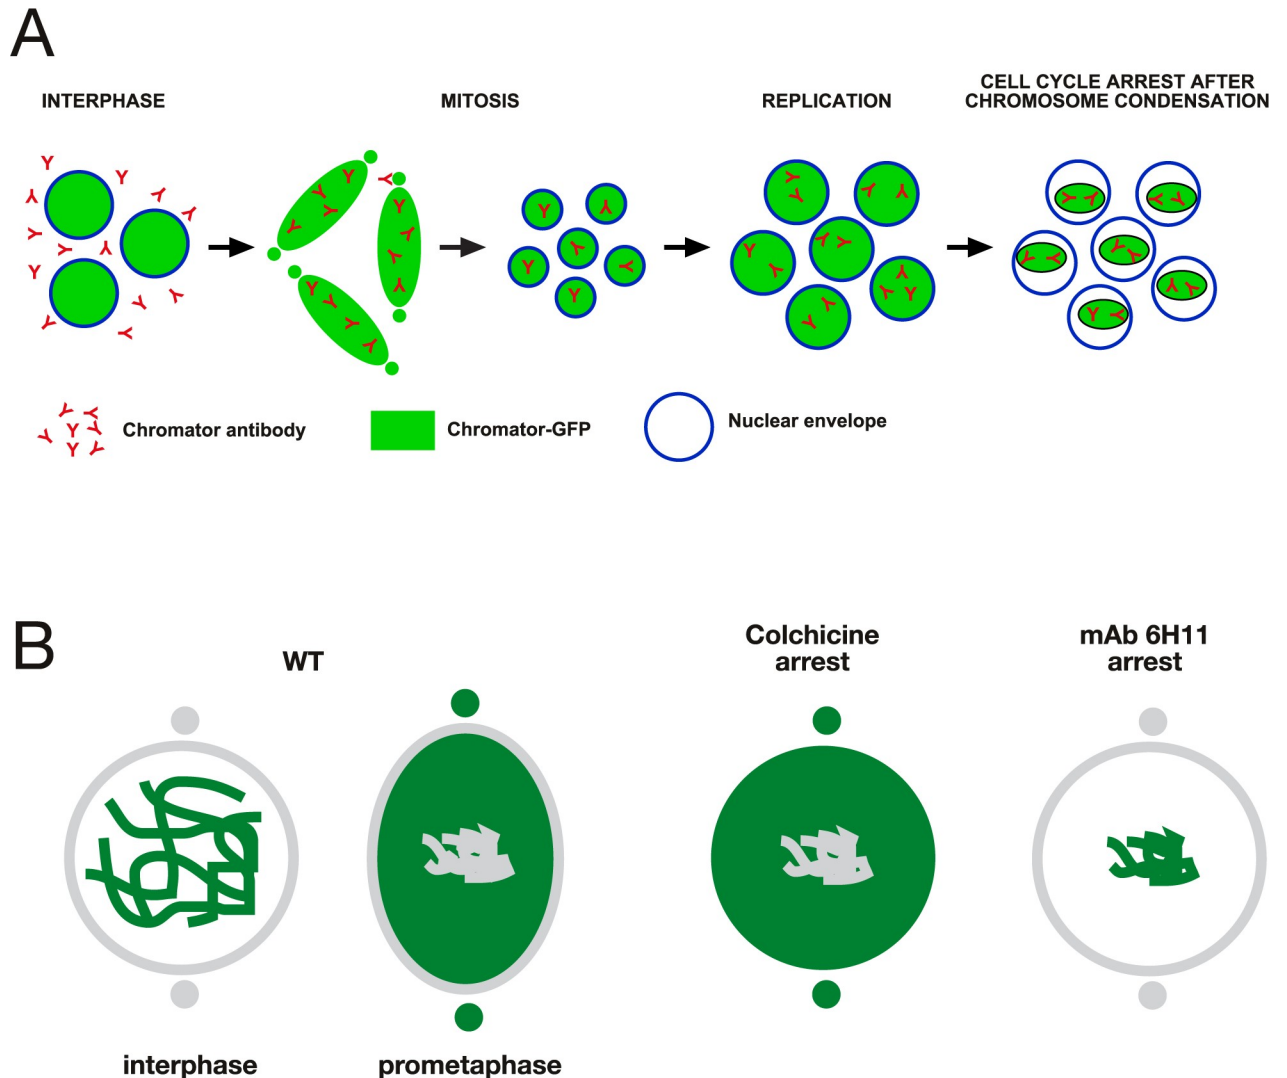 A
INTERPHASE
MITOSIS
REPLICATION
CELL CYCLE ARREST AFTER
CHROMOSOME CONDENSATION
Chromator antibody
Chromator-GFP
Nuclear envelope
B
WT
Colchicine
arrest
mAb 6H11
arrest
interphase
prometaphase